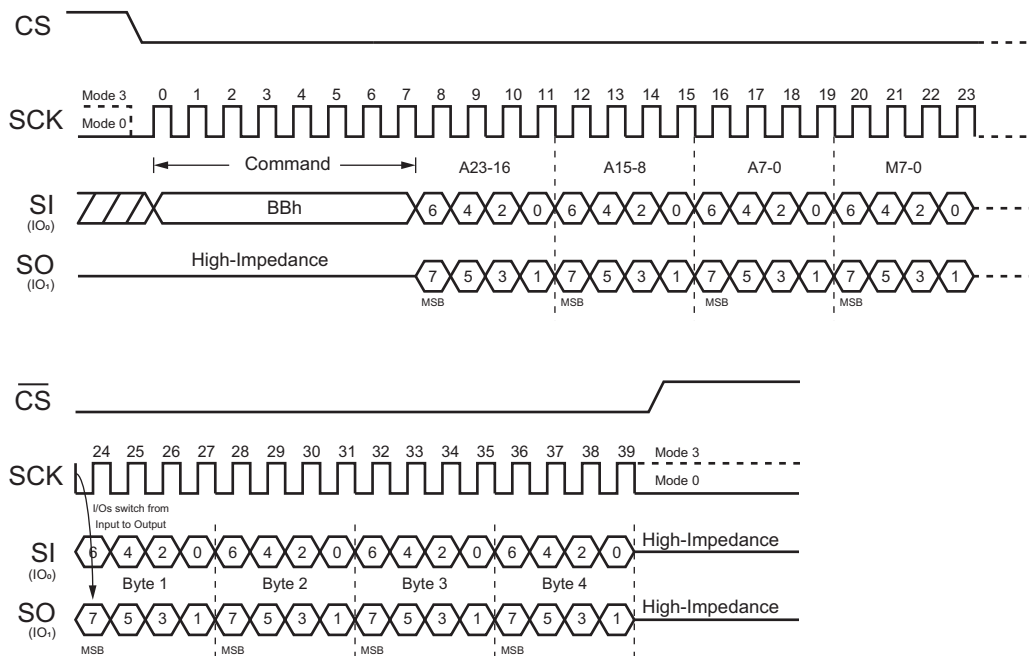 CS
Mode 3 0 1 2 3 4 5 6 7 8 9 10 11 12 13 14 15 16 17 18 19 20 21 22 23
SCK Mode 0
Command A23-16 A15-8 A7-0 M7-0
SI BBh 6 4 2 0 6 4 2 0 6 4 2 0 6 4 2 0
(IO₀)
High-Impedance
SO 7 5 3 1 7 5 3 1 7 5 3 1 7 5 3 1
(IO₁)
MSB MSB MSB MSB
C̅S̅
24 25 26 27 28 29 30 31 32 33 34 35 36 37 38 39 Mode 3
SCK Mode 0
I/Os switch from
Input to Output
SI 6 4 2 0 6 4 2 0 6 4 2 0 6 4 2 0 High-Impedance
(IO₀)
Byte 1 Byte 2 Byte 3 Byte 4
SO 7 5 3 1 7 5 3 1 7 5 3 1 7 5 3 1 High-Impedance
(IO₁)
MSB MSB MSB MSB